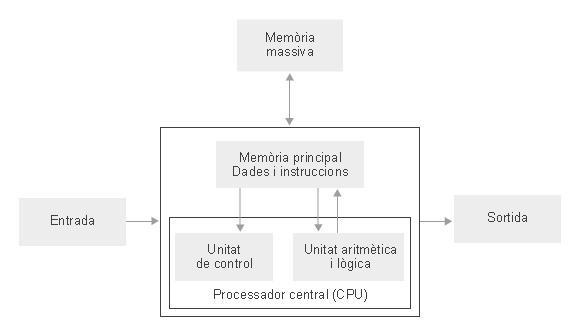 Memòria
massiva
Memòria principal
Dades i instruccions
Entrada
Sortida
Unitat
de control
Unitat aritmètica
i lògica
Processador central (CPU)